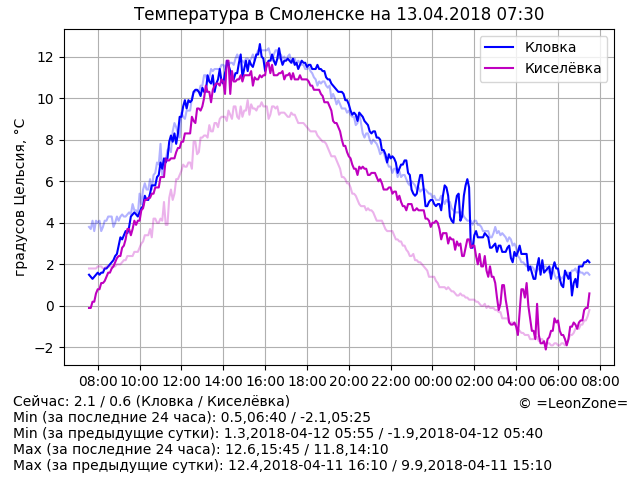 Температура в Смоленске на 13.04.2018 07:30
Кловка
Киселёвка
градусов Цельсия, °C
12
10
8
6
4
2
0
−2
08:00 10:00 12:00 14:00 16:00 18:00 20:00 22:00 00:00 02:00 04:00 06:00 08:00
Сейчас: 2.1 / 0.6 (Кловка / Киселёвка)
© =LeonZone=
Min (за последние 24 часа): 0.5,06:40 / -2.1,05:25
Min (за предыдущие сутки): 1.3,2018-04-12 05:55 / -1.9,2018-04-12 05:40
Max (за последние 24 часа): 12.6,15:45 / 11.8,14:10
Max (за предыдущие сутки): 12.4,2018-04-11 16:10 / 9.9,2018-04-11 15:10